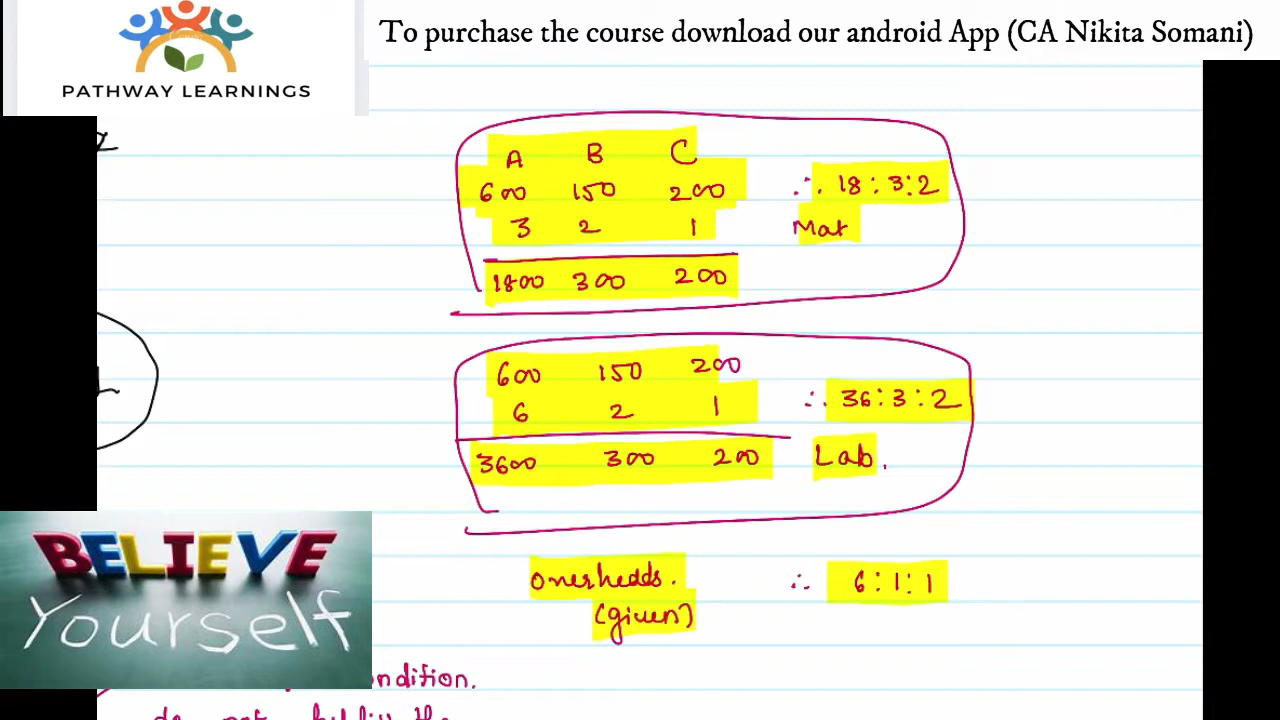 To purchase the course download our android App (CA Nikita Somani)
PATHWAY LEARNINGS
A B C
600 150 200 ∴ 18:3:2
3 2 1 Mat
1800 300 200
600 150 200
6 2 1 ∴ 36:3:2
3600 300 200 Lab.
overhedds. ∴ 6:1:1
(given)
BELIEVE
Yourself
ondition.